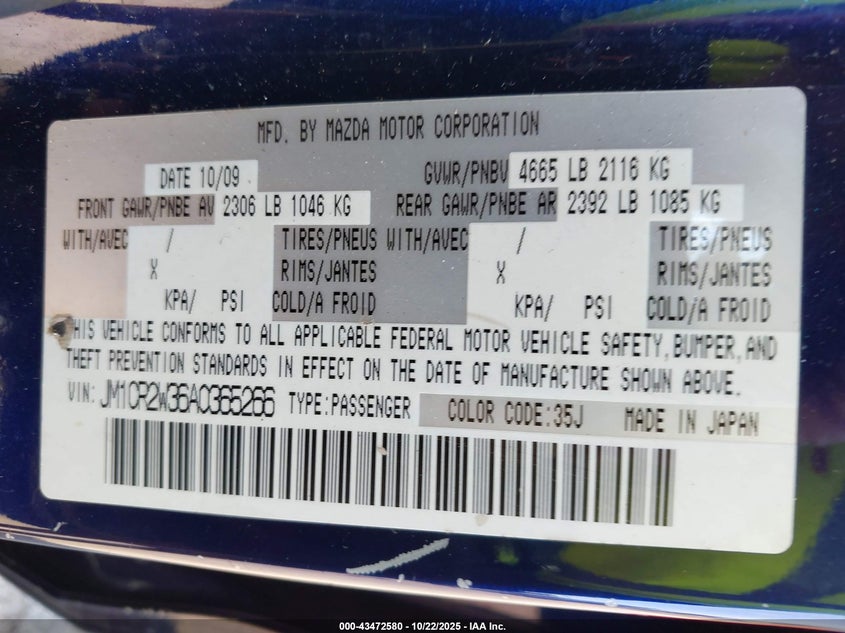 MFD. BY MAZDA MOTOR CORPORATION
DATE 10/09 GVWR/PNBV 4665 LB 2116 KG
FRONT GAWR/PNBE AV 2306 LB 1046 KG REAR GAWR/PNBE AR 2392 LB 1085 KG
WITH/AVEC / TIRES/PNEUS WITH/AVEC / TIRES/PNEUS
X RIMS/JANTES X RIMS/JANTES
KPA/ PSI COLD/A FROID KPA/ PSI COLD/A FROID
THIS VEHICLE CONFORMS TO ALL APPLICABLE FEDERAL MOTOR VEHICLE SAFETY, BUMPER, AND
THEFT PREVENTION STANDARDS IN EFFECT ON THE DATE OF MANUFACTURE SHOWN ABOVE.
VIN: JM1CR2W36A0365266 TYPE:PASSENGER COLOR CODE:35J MADE IN JAPAN
000-43472580 - 10/22/2025 - IAA Inc.